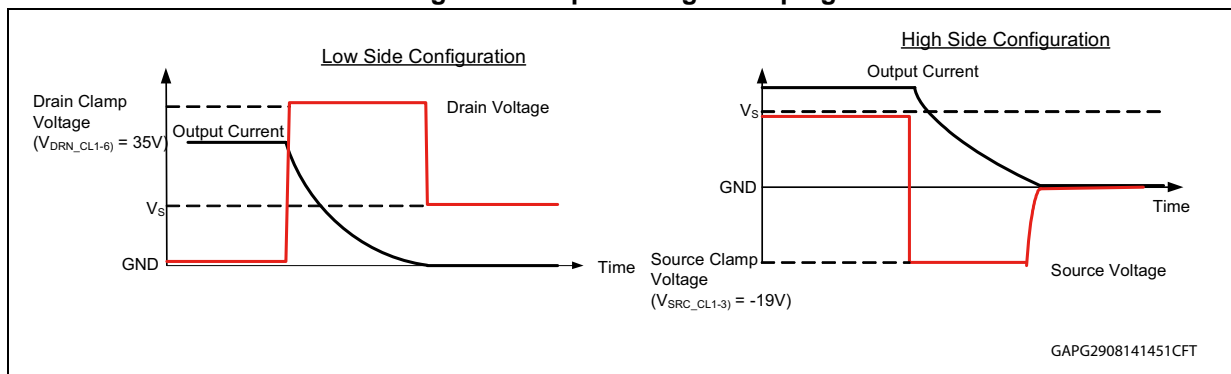 Low Side Configuration
Drain Clamp
Voltage
(V_DRN_CL1-6) = 35V)
Output Current
Drain Voltage
V_S
GND
Time
High Side Configuration
Output Current
V_S
GND
Time
Source Clamp
Voltage
(V_SRC_CL1-3) = -19V)
Source Voltage
GAPG2908141451CFT